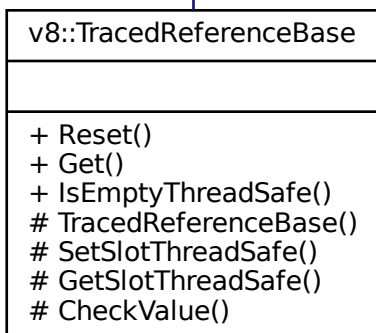 v8::TracedReferenceBase
+ Reset()
+ Get()
+ IsEmptyThreadSafe()
# TracedReferenceBase()
# SetSlotThreadSafe()
# GetSlotThreadSafe()
# CheckValue()